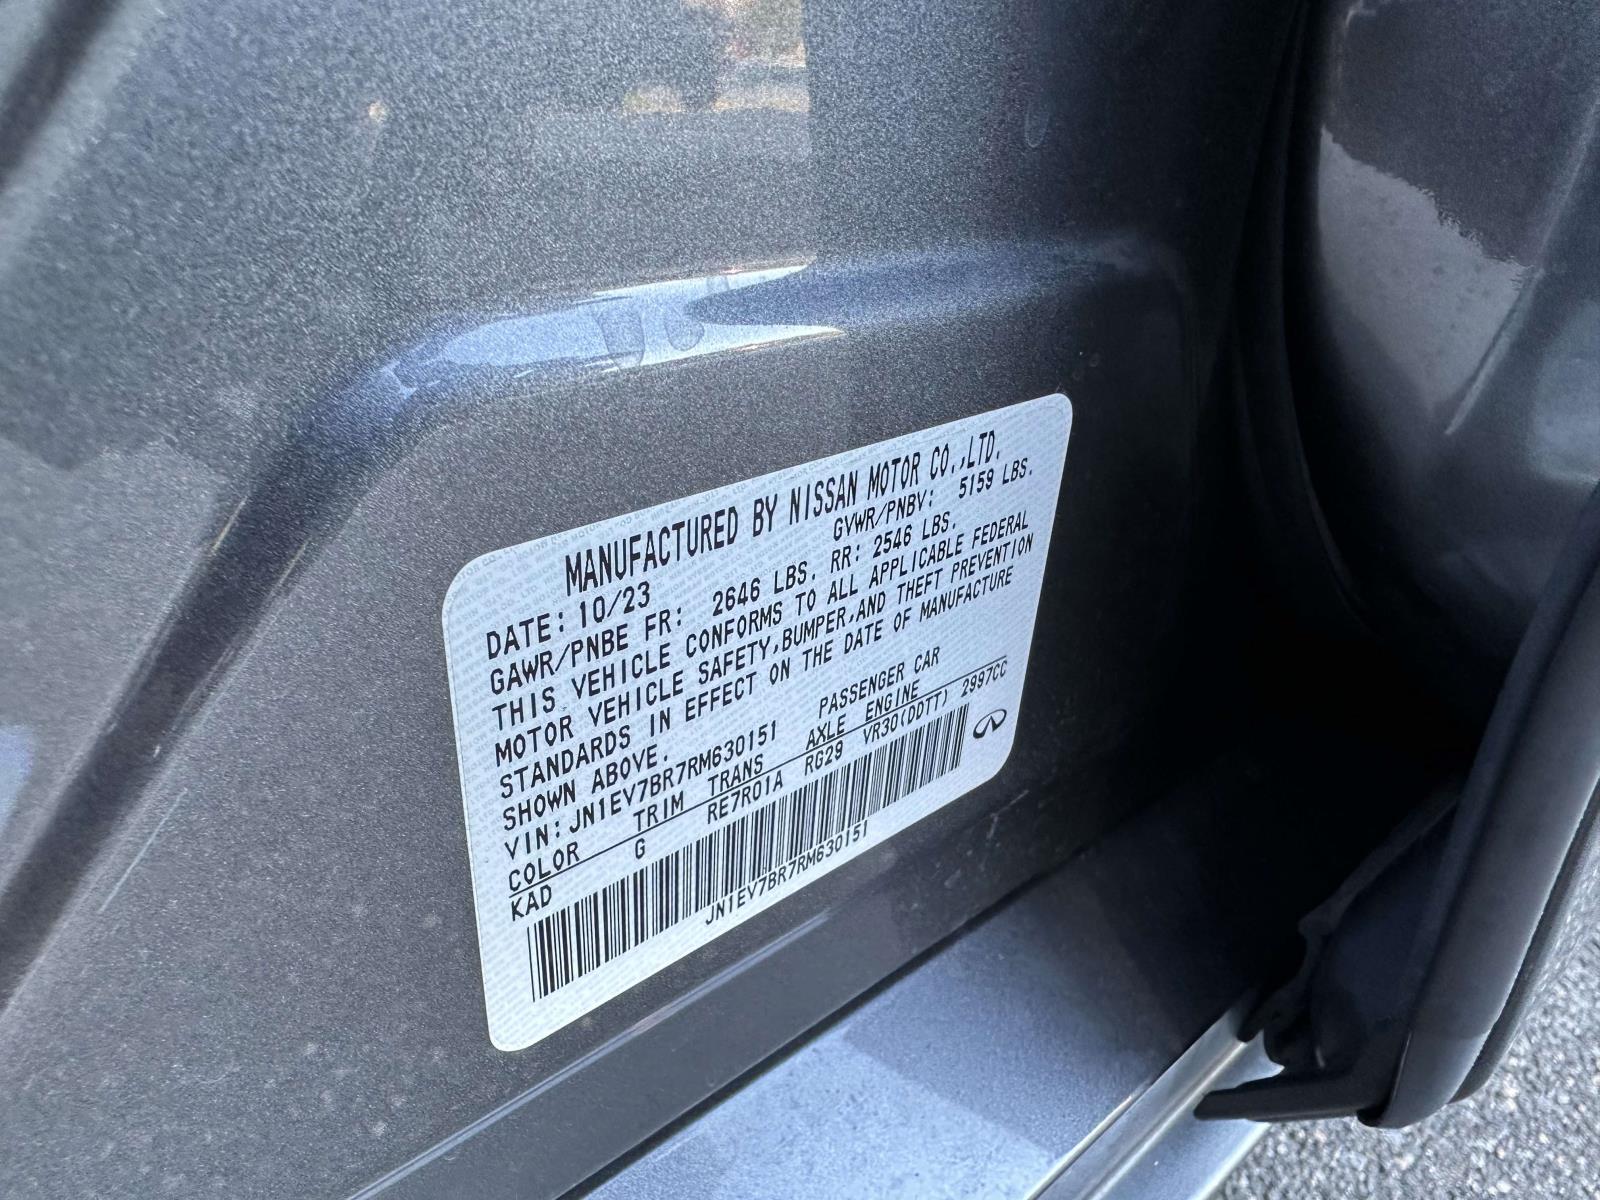 MANUFACTURED BY NISSAN MOTOR CO.,LTD.
DATE: 10/23 GVWR/PNBV: 5159 LBS.
GAWR/PNBE FR: 2646 LBS. RR: 2546 LBS.
THIS VEHICLE CONFORMS TO ALL APPLICABLE FEDERAL
MOTOR VEHICLE SAFETY,BUMPER,AND THEFT PREVENTION
STANDARDS IN EFFECT ON THE DATE OF MANUFACTURE
SHOWN ABOVE.
VIN: JN1EV7BR7RM630151 PASSENGER CAR
COLOR TRIM TRANS AXLE ENGINE
KAD G RE7R01A RG29 VR30(DDTT) 2997CC
JN1EV7BR7RM630151